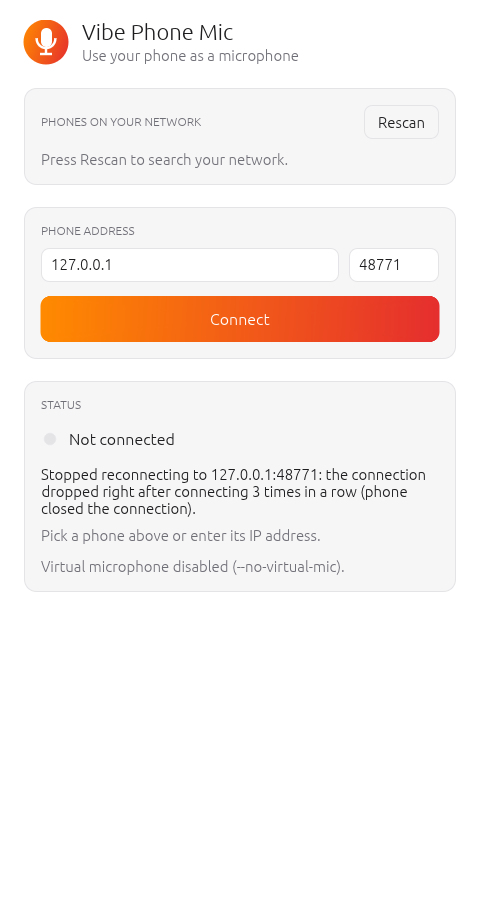 Vibe Phone Mic
Use your phone as a microphone
PHONES ON YOUR NETWORK
Rescan
Press Rescan to search your network.
PHONE ADDRESS
127.0.0.1
48771
Connect
STATUS
Not connected
Stopped reconnecting to 127.0.0.1:48771: the connection
dropped right after connecting 3 times in a row (phone
closed the connection).
Pick a phone above or enter its IP address.
Virtual microphone disabled (--no-virtual-mic).